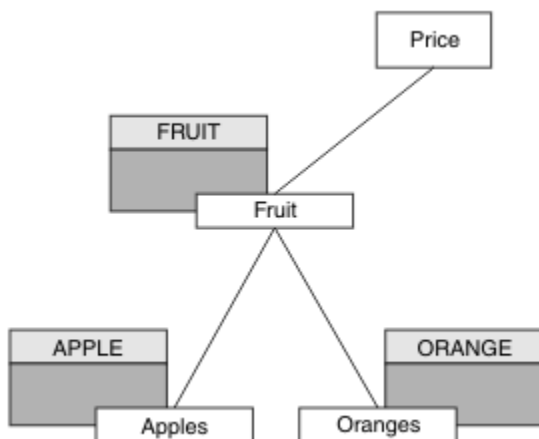 Price
FRUIT
Fruit
APPLE
ORANGE
Apples
Oranges